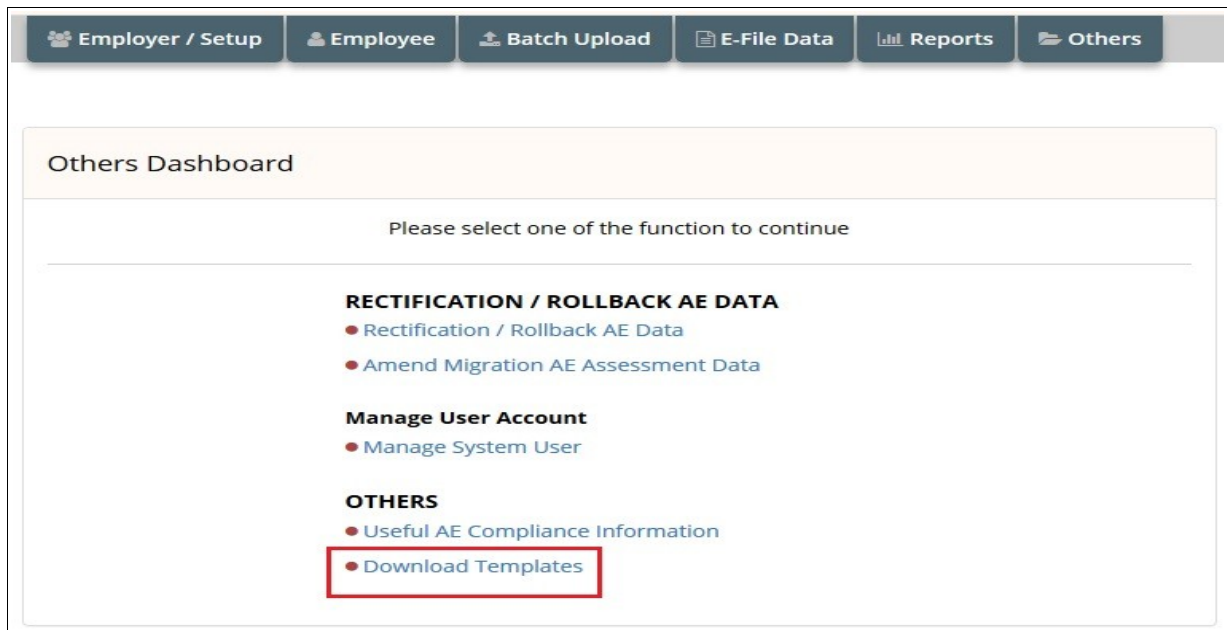 Employer / Setup Employee Batch Upload E-File Data Reports Others
Others Dashboard
Please select one of the function to continue
RECTIFICATION / ROLLBACK AE DATA
Rectification / Rollback AE Data
Amend Migration AE Assessment Data
Manage User Account
Manage System User
OTHERS
Useful AE Compliance Information
Download Templates